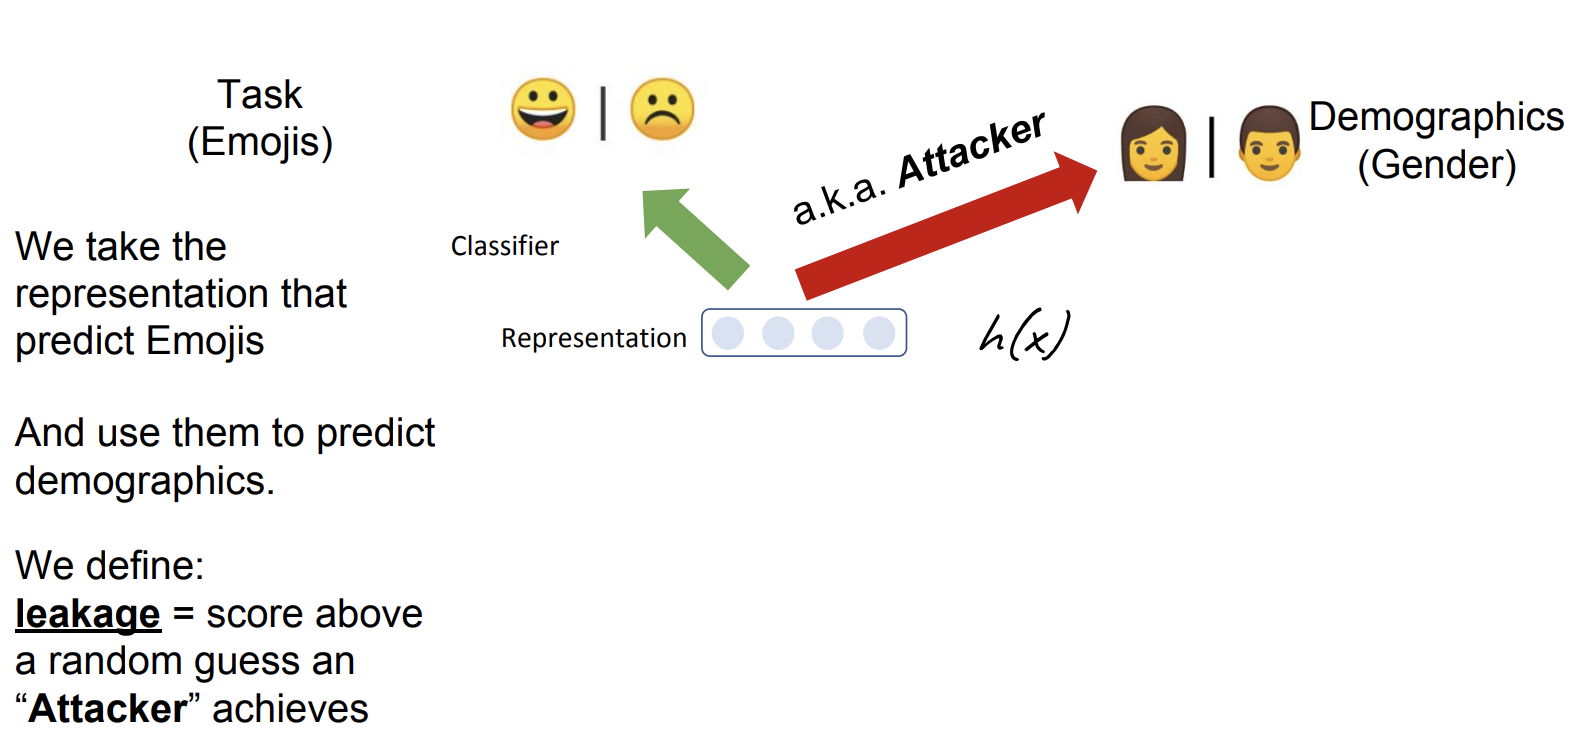 Task
(Emojis)
Demographics
(Gender)
a.k.a. Attacker
We take the
representation that
predict Emojis
Classifier
Representation
h(x)
And use them to predict
demographics.
We define:
leakage = score above
a random guess an
“Attacker” achieves